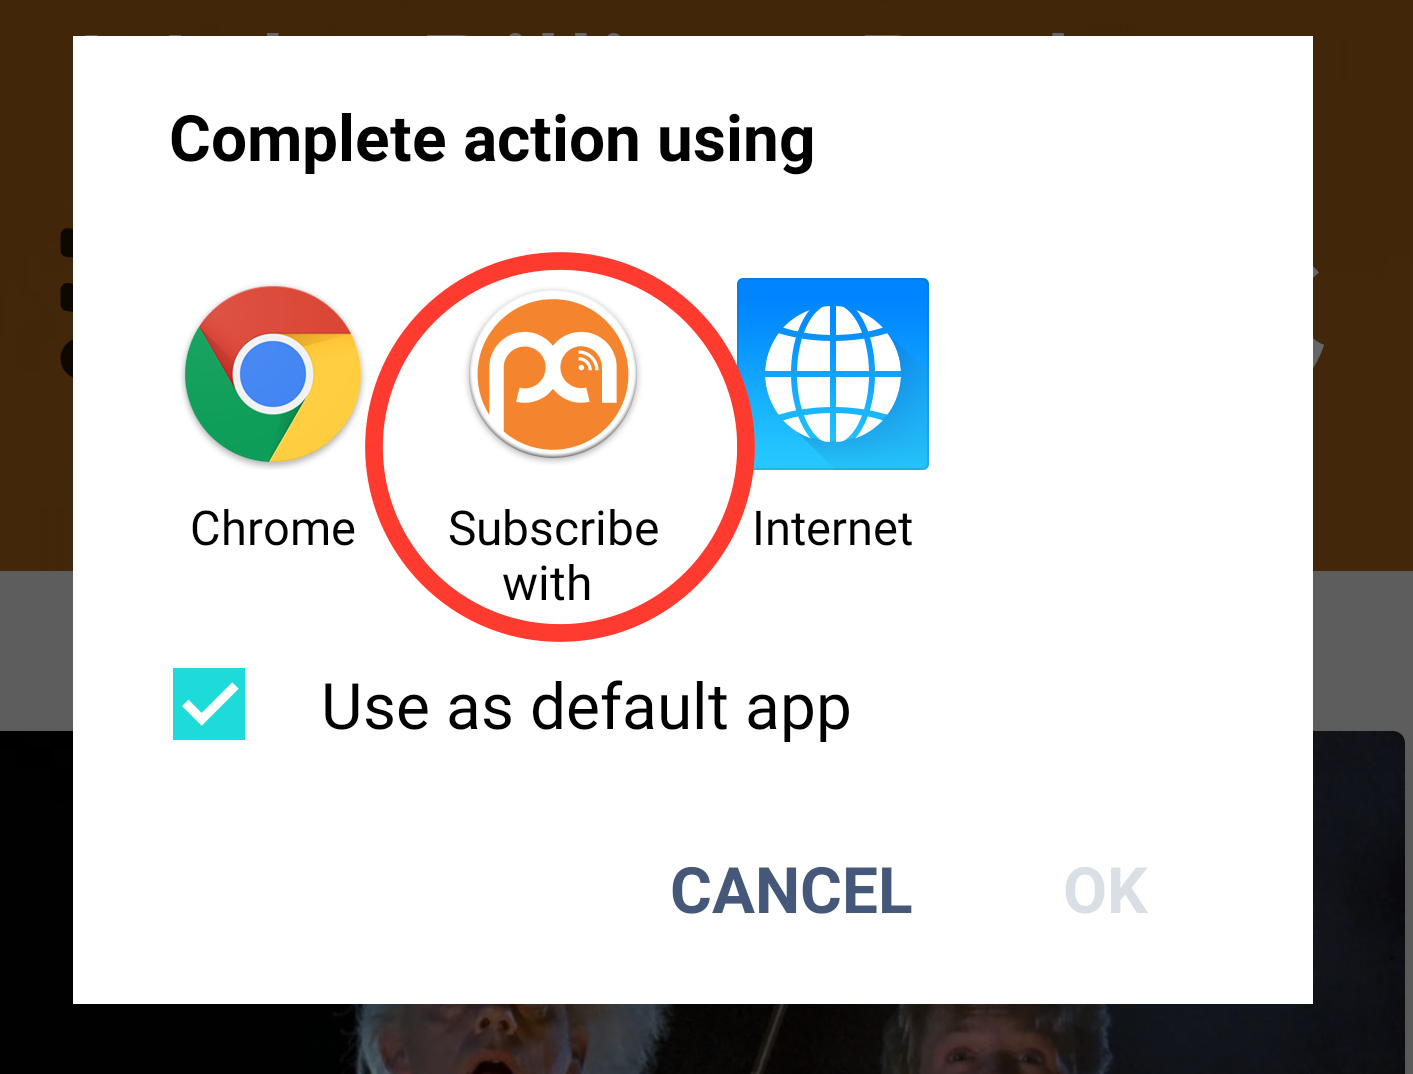 Complete action using
Chrome
Subscribe
with
Internet
Use as default app
CANCEL
OK